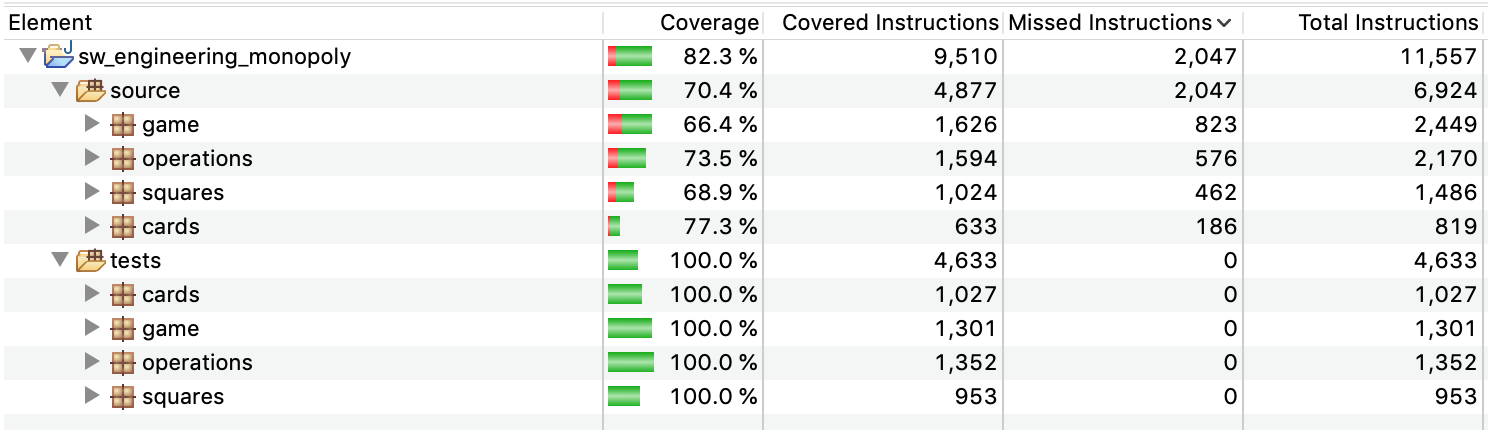 Element Coverage Covered Instructions Missed Instructions Total Instructions
sw_engineering_monopoly 82.3 % 9,510 2,047 11,557
source 70.4 % 4,877 2,047 6,924
game 66.4 % 1,626 823 2,449
operations 73.5 % 1,594 576 2,170
squares 68.9 % 1,024 462 1,486
cards 77.3 % 633 186 819
tests 100.0 % 4,633 0 4,633
cards 100.0 % 1,027 0 1,027
game 100.0 % 1,301 0 1,301
operations 100.0 % 1,352 0 1,352
squares 100.0 % 953 0 953